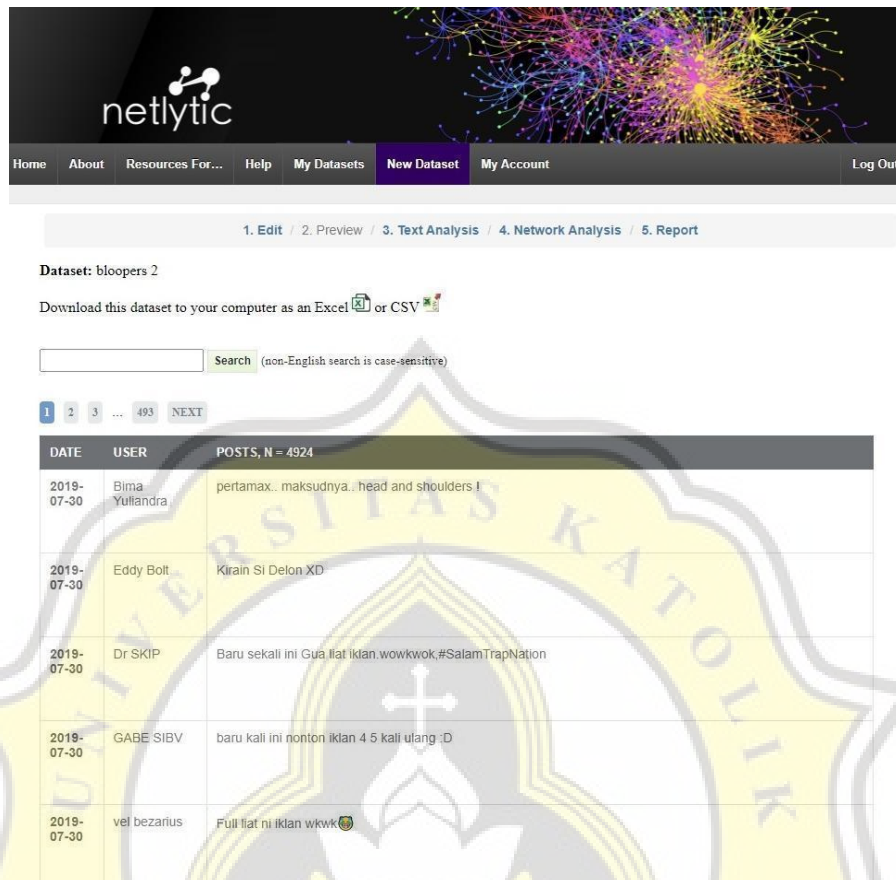 netlytic
Home About Resources For... Help My Datasets New Dataset My Account Log Out
1. Edit / 2. Preview / 3. Text Analysis / 4. Network Analysis / 5. Report
Dataset: bloopers 2
Download this dataset to your computer as an Excel or CSV
Search (non-English search is case-sensitive)
1 2 3 ... 493 NEXT
DATE USER POSTS, N = 4924
2019-
07-30
Bima
Yuliandra
pertamax.. maksudnya.. head and shoulders !
2019-
07-30
Eddy Bolt
Kirain Si Delon XD
2019-
07-30
Dr SKIP
Baru sekali ini Gua liat iklan.wowkwok,#SalamTrapNation
2019-
07-30
GABE SIBV
baru kali ini nonton iklan 4 5 kali ulang :D
2019-
07-30
vel bezarius
Full liat ni iklan wkwk
UNIVERSITAS KATOLIK